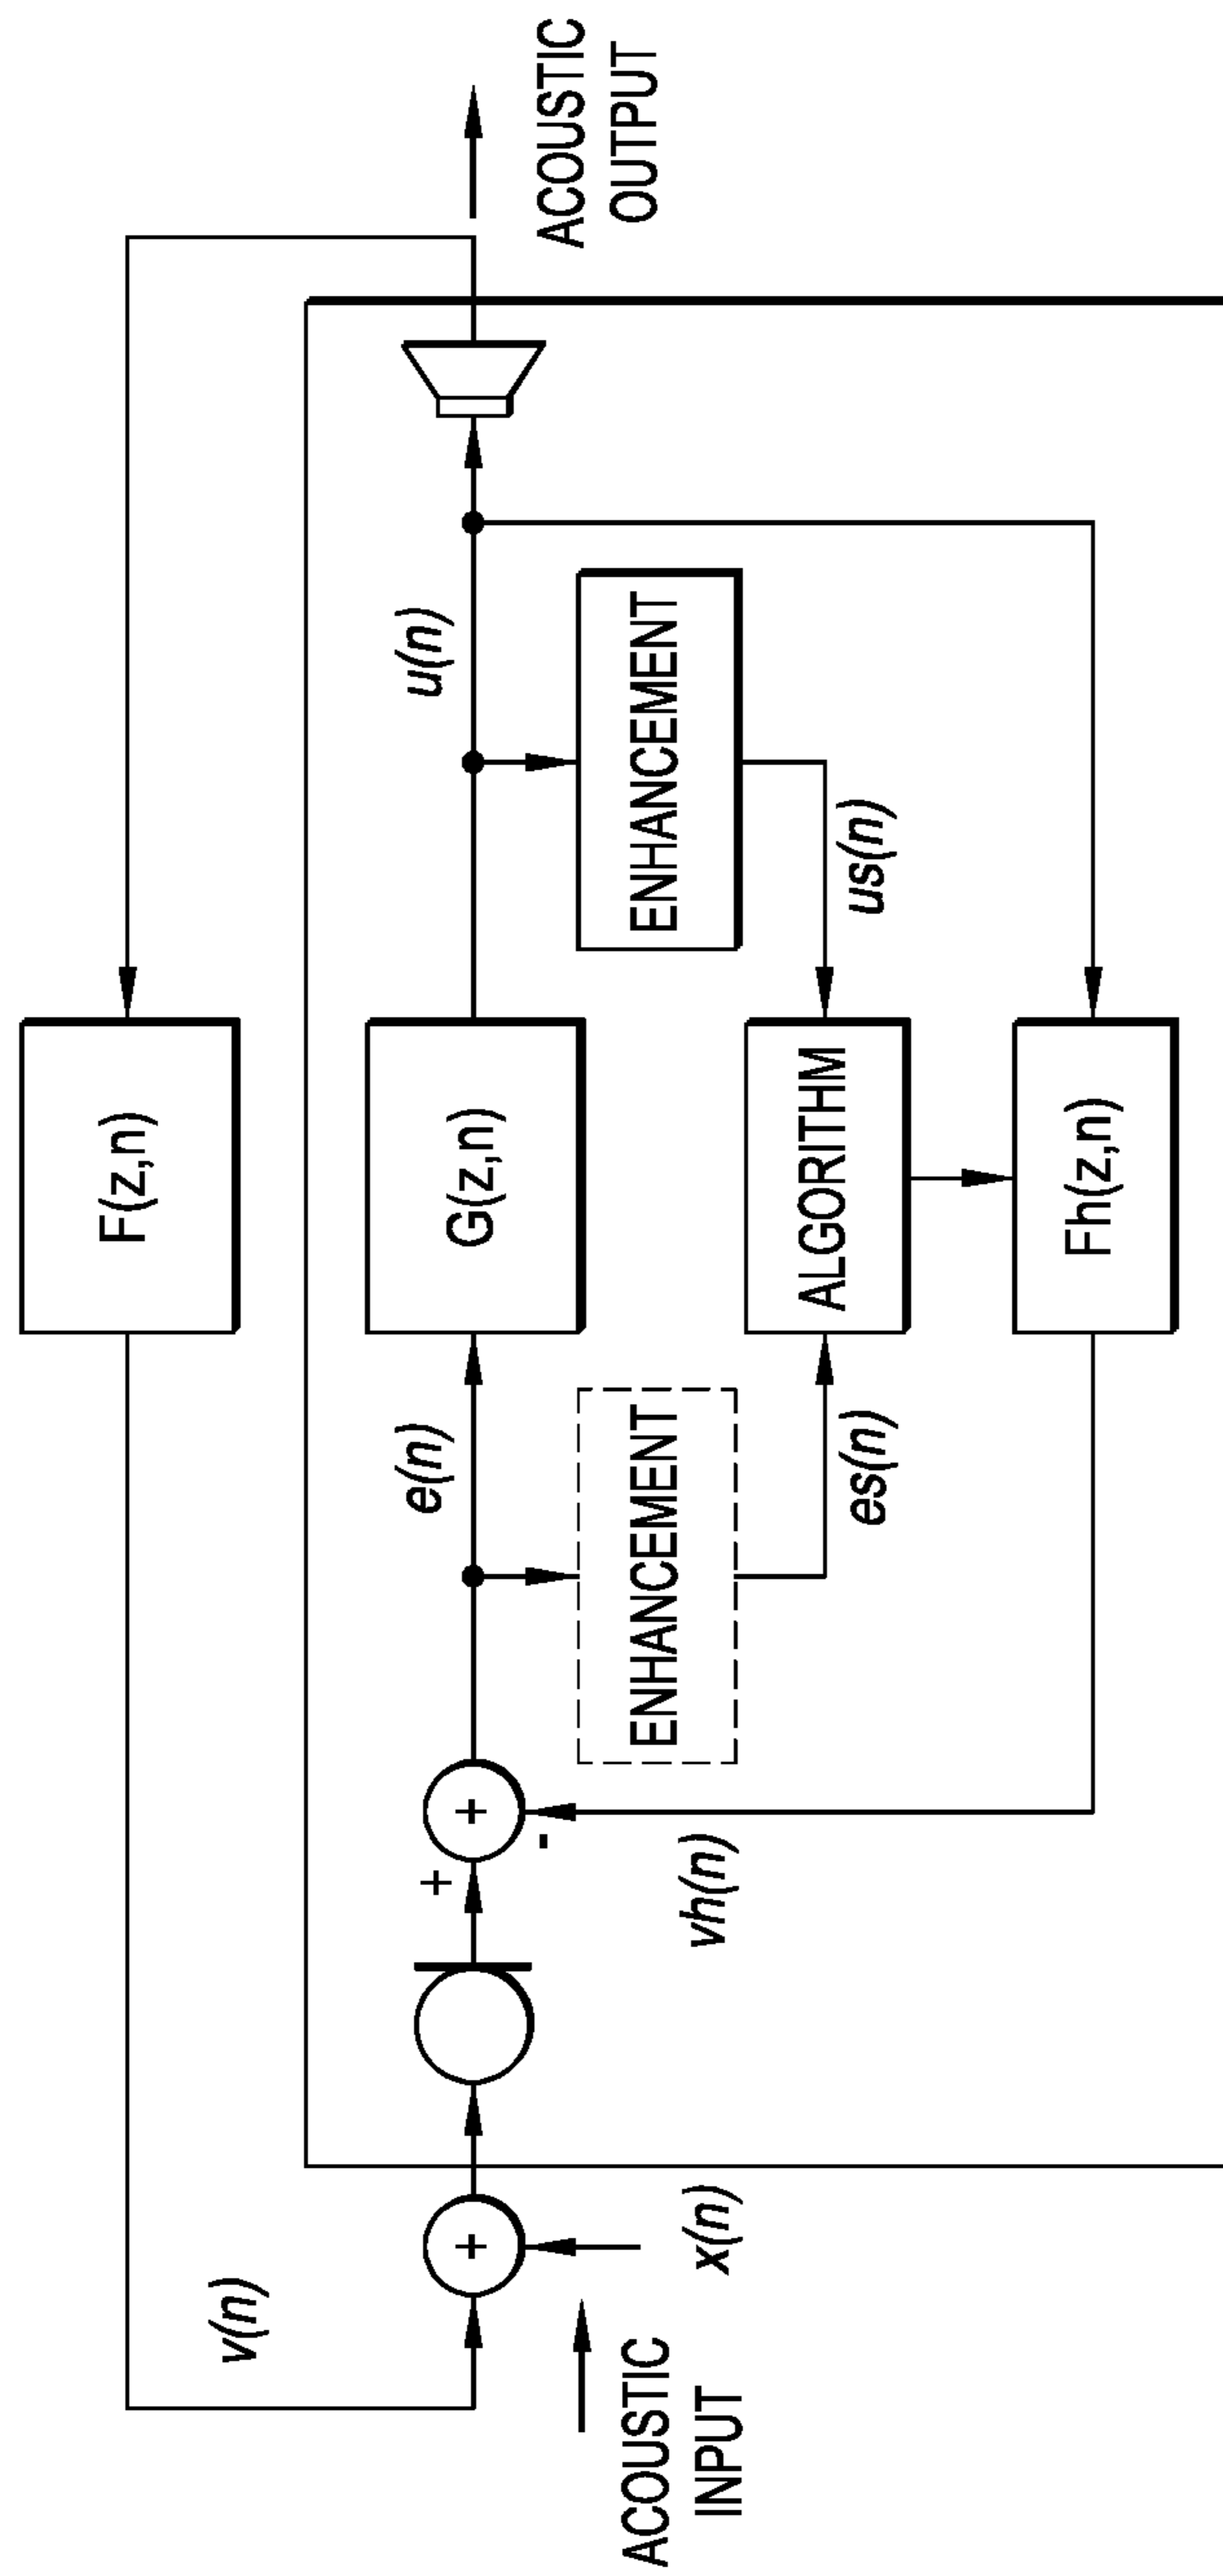 F(z,n)
v(n)
e(n)
G(z,n)
u(n)
ACOUSTIC
OUTPUT
+
+
+
-
ENHANCEMENT
ENHANCEMENT
ACOUSTIC
INPUT
x(n)
vh(n)
es(n)
ALGORITHM
us(n)
Fh(z,n)